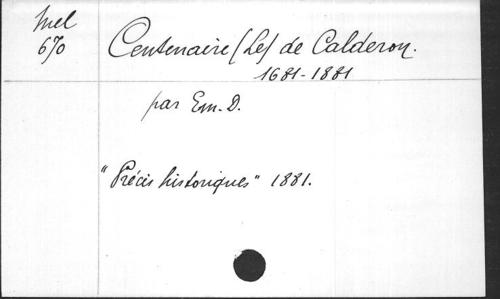 Mel
670
Centenaire (Le) de Calderon.
1681-1881
par Em. D.
"Précis historiques" 1881.